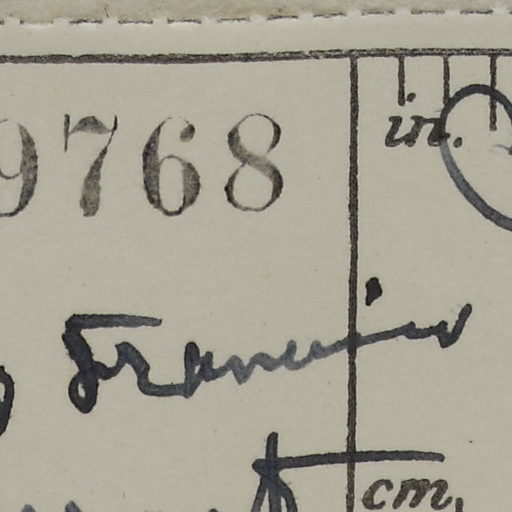 9768
in.
Francis
cm.